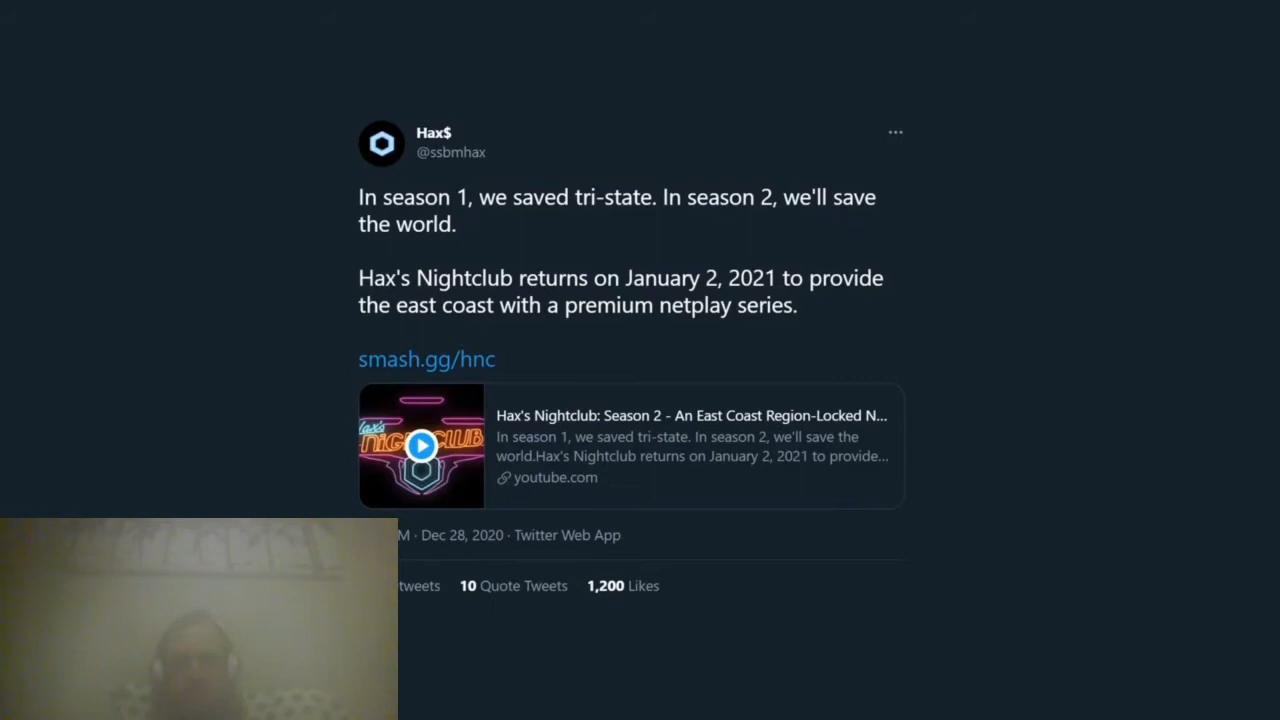 Hax$
@ssbmhax
In season 1, we saved tri-state. In season 2, we'll save
the world.
Hax's Nightclub returns on January 2, 2021 to provide
the east coast with a premium netplay series.
smash.gg/hnc
Hax's Nightclub: Season 2 - An East Coast Region-Locked N...
In season 1, we saved tri-state. In season 2, we'll save the
world.Hax's Nightclub returns on January 2, 2021 to provide...
youtube.com
M · Dec 28, 2020 · Twitter Web App
tweets 10 Quote Tweets 1,200 Likes